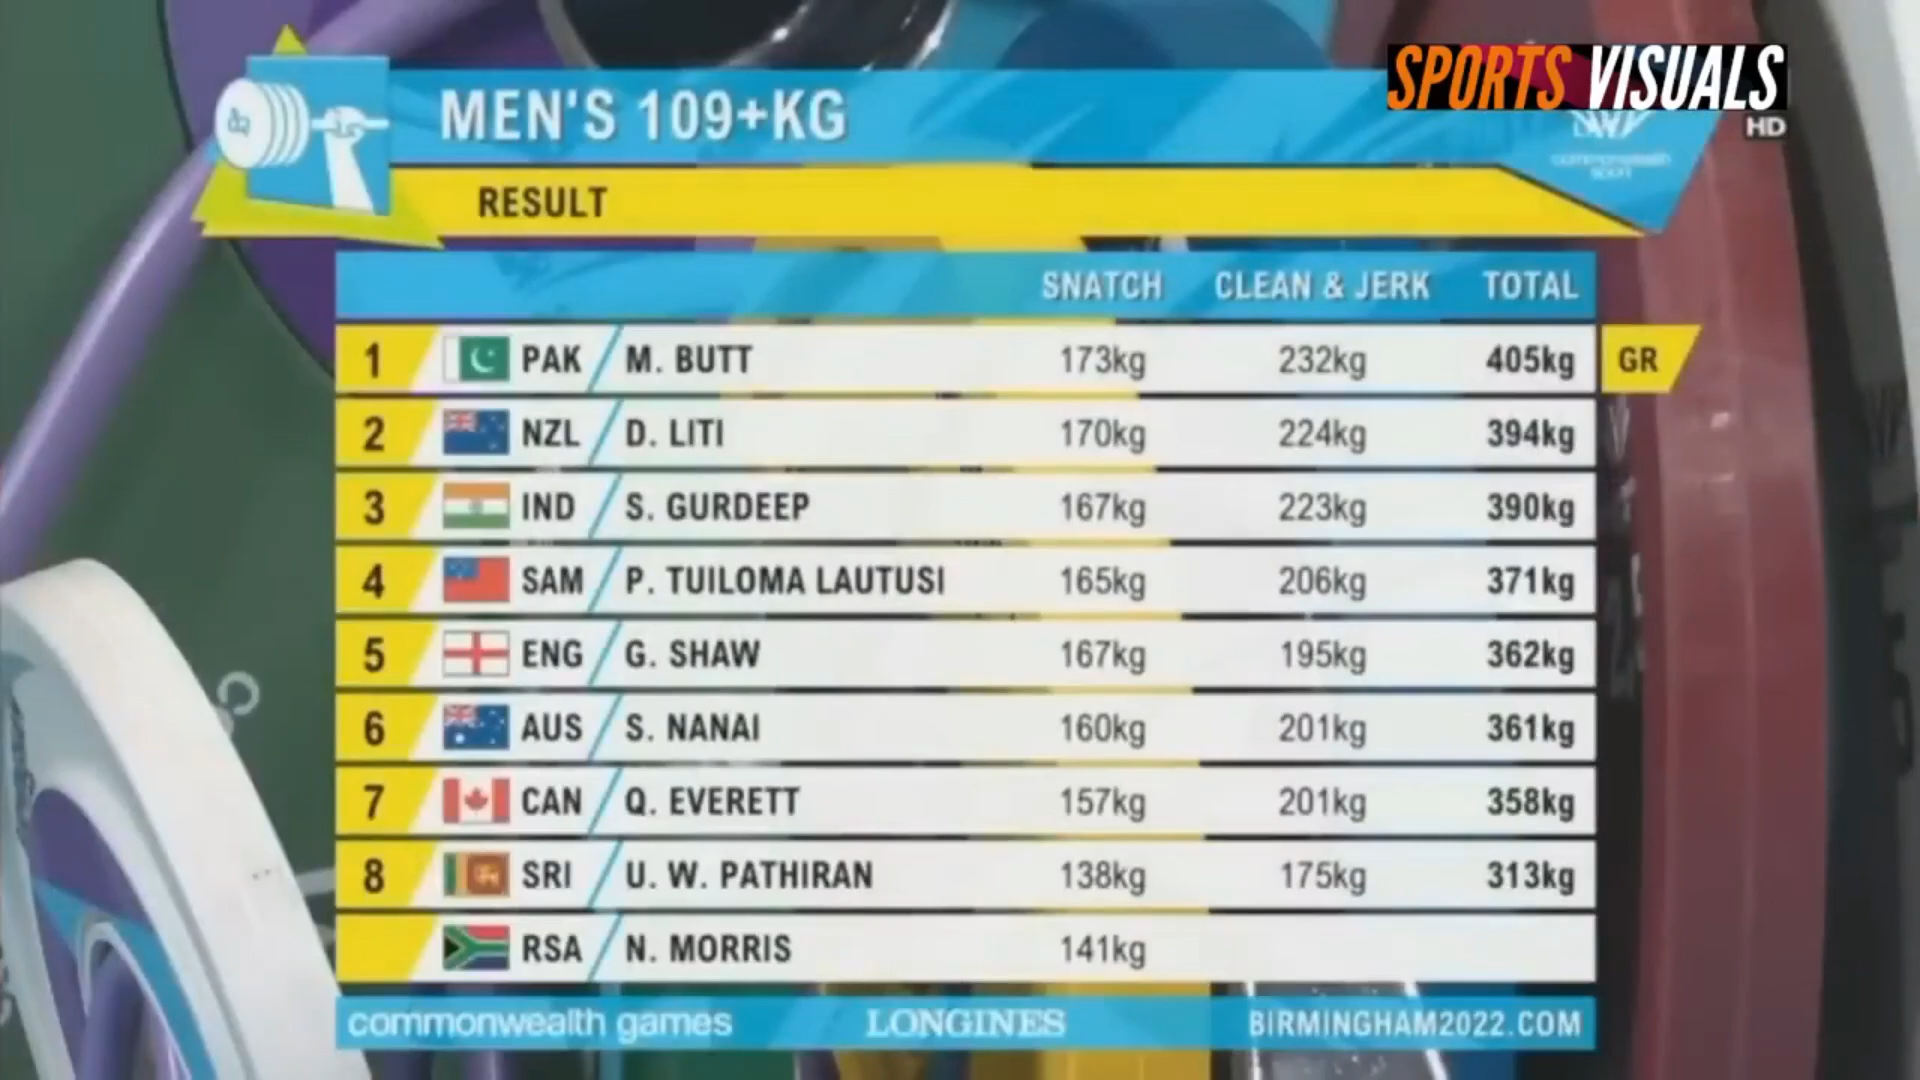 SPORTS VISUALS
HD
MEN'S 109+KG
commonwealth
sport
RESULT
SNATCH CLEAN & JERK TOTAL
1 PAK M. BUTT 173kg 232kg 405kg GR
2 NZL D. LITI 170kg 224kg 394kg
3 IND S. GURDEEP 167kg 223kg 390kg
4 SAM P. TUILOMA LAUTUSI 165kg 206kg 371kg
5 ENG G. SHAW 167kg 195kg 362kg
6 AUS S. NANAI 160kg 201kg 361kg
7 CAN Q. EVERETT 157kg 201kg 358kg
8 SRI U. W. PATHIRAN 138kg 175kg 313kg
RSA N. MORRIS 141kg
commonwealth games LONGINES BIRMINGHAM2022.COM